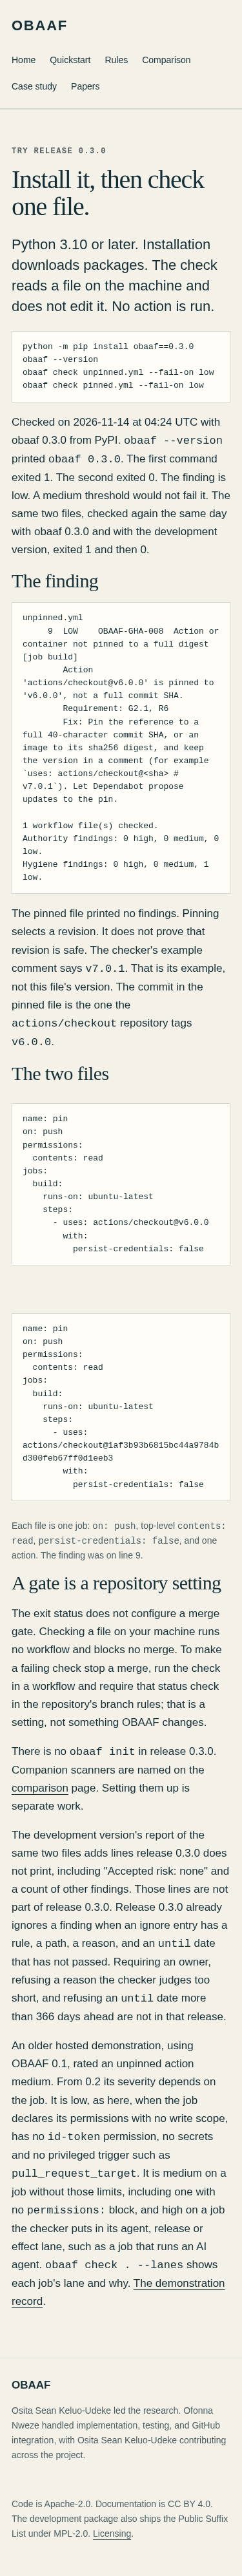 OBAAF
Home Quickstart Rules Comparison
Case study Papers
TRY RELEASE 0.3.0
Install it, then check
one file.
Python 3.10 or later. Installation
downloads packages. The check
reads a file on the machine and
does not edit it. No action is run.
python -m pip install obaaf==0.3.0
obaaf --version
obaaf check unpinned.yml --fail-on low
obaaf check pinned.yml --fail-on low
Checked on 2026-11-14 at 04:24 UTC with
obaaf 0.3.0 from PyPI. obaaf --version
printed obaaf 0.3.0. The first command
exited 1. The second exited 0. The finding is
low. A medium threshold would not fail it. The
same two files, checked again the same day
with obaaf 0.3.0 and with the development
version, exited 1 and then 0.
The finding
unpinned.yml
9 LOW OBAAF-GHA-008 Action or
container not pinned to a full digest
[job build]
Action
'actions/checkout@v6.0.0' is pinned to
'v6.0.0', not a full commit SHA.
Requirement: G2.1, R6
Fix: Pin the reference to a
full 40-character commit SHA, or an
image to its sha256 digest, and keep
the version in a comment (for example
`uses: actions/checkout@<sha> #
v7.0.1`). Let Dependabot propose
updates to the pin.
1 workflow file(s) checked.
Authority findings: 0 high, 0 medium, 0
low.
Hygiene findings: 0 high, 0 medium, 1
low.
The pinned file printed no findings. Pinning
selects a revision. It does not prove that
revision is safe. The checker's example
comment says v7.0.1. That is its example,
not this file's version. The commit in the
pinned file is the one the
actions/checkout repository tags
v6.0.0.
The two files
name: pin
on: push
permissions:
contents: read
jobs:
build:
runs-on: ubuntu-latest
steps:
- uses: actions/checkout@v6.0.0
with:
persist-credentials: false
name: pin
on: push
permissions:
contents: read
jobs:
build:
runs-on: ubuntu-latest
steps:
- uses:
actions/checkout@1af3b93b6815bc44a9784b
d300feb67ff0d1eeb3
with:
persist-credentials: false
Each file is one job: on: push, top-level contents:
read, persist-credentials: false, and one
action. The finding was on line 9.
A gate is a repository setting
The exit status does not configure a merge
gate. Checking a file on your machine runs
no workflow and blocks no merge. To make
a failing check stop a merge, run the check
in a workflow and require that status check
in the repository's branch rules; that is a
setting, not something OBAAF changes.
There is no obaaf init in release 0.3.0.
Companion scanners are named on the
comparison page. Setting them up is
separate work.
The development version's report of the
same two files adds lines release 0.3.0 does
not print, including "Accepted risk: none" and
a count of other findings. Those lines are not
part of release 0.3.0. Release 0.3.0 already
ignores a finding when an ignore entry has a
rule, a path, a reason, and an until date
that has not passed. Requiring an owner,
refusing a reason the checker judges too
short, and refusing an until date more
than 366 days ahead are not in that release.
An older hosted demonstration, using
OBAAF 0.1, rated an unpinned action
medium. From 0.2 its severity depends on
the job. It is low, as here, when the job
declares its permissions with no write scope,
has no id-token permission, no secrets
and no privileged trigger such as
pull_request_target. It is medium on a
job without those limits, including one with
no permissions: block, and high on a job
the checker puts in its agent, release or
effect lane, such as a job that runs an AI
agent. obaaf check . --lanes shows
each job's lane and why. The demonstration
record.
OBAAF
Osita Sean Keluo-Udeke led the research. Ofonna
Nweze handled implementation, testing, and GitHub
integration, with Osita Sean Keluo-Udeke contributing
across the project.
Code is Apache-2.0. Documentation is CC BY 4.0.
The development package also ships the Public Suffix
List under MPL-2.0. Licensing.